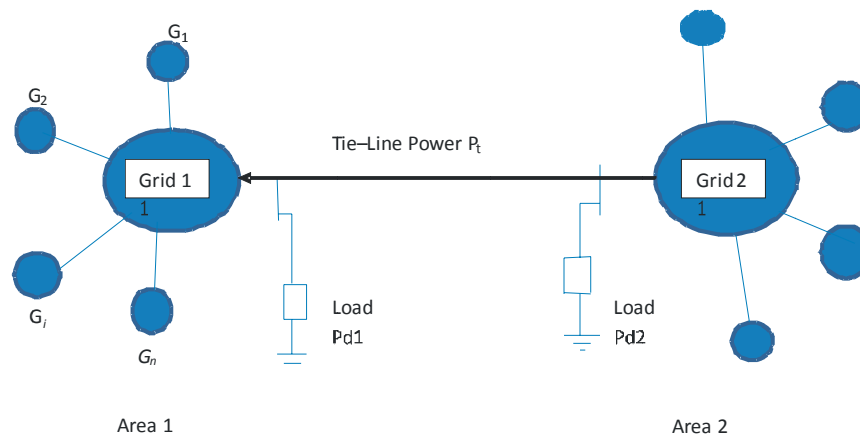 G1
G2
Tie–Line Power Pt
Grid 1
1
Grid 2
1
Gi
Gn
Load
Pd1
Load
Pd2
Area 1
Area 2